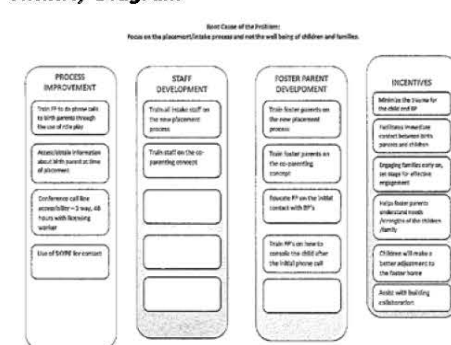 Affinity Diagram
Root Cause of the Problem:
Focus on the placement/intake process and not the well being of children and families.
PROCESS
IMPROVEMENT
Train FP to do phone calls
to birth parents through
the use of role play
Access/obtain information
about birth parent at time
of placement
Conference call line
accessibility – 3 way, 48
hours with licensing
worker
Use of SKYPE for contact
STAFF
DEVELOPMENT
Train all intake staff on
the new placement
process
Train staff on the co-
parenting concept
FOSTER PARENT
DEVELPOMENT
Train foster parents on
the new placement
process
Train foster parents on
the co-parenting
concept
Educate FP on the initial
contact with BP's
Train FP's on how to
console the child after
the initial phone call
INCENTIVES
Minimize the trauma for
the child and BP
Facilitates immediate
contact between birth
parents and children
Engaging families early on,
set stage for effective
engagement
Helps foster parents
understand needs
/strengths of the children
/family
Children will make a
better adjustment to
the foster home
Assist with building
collaboration